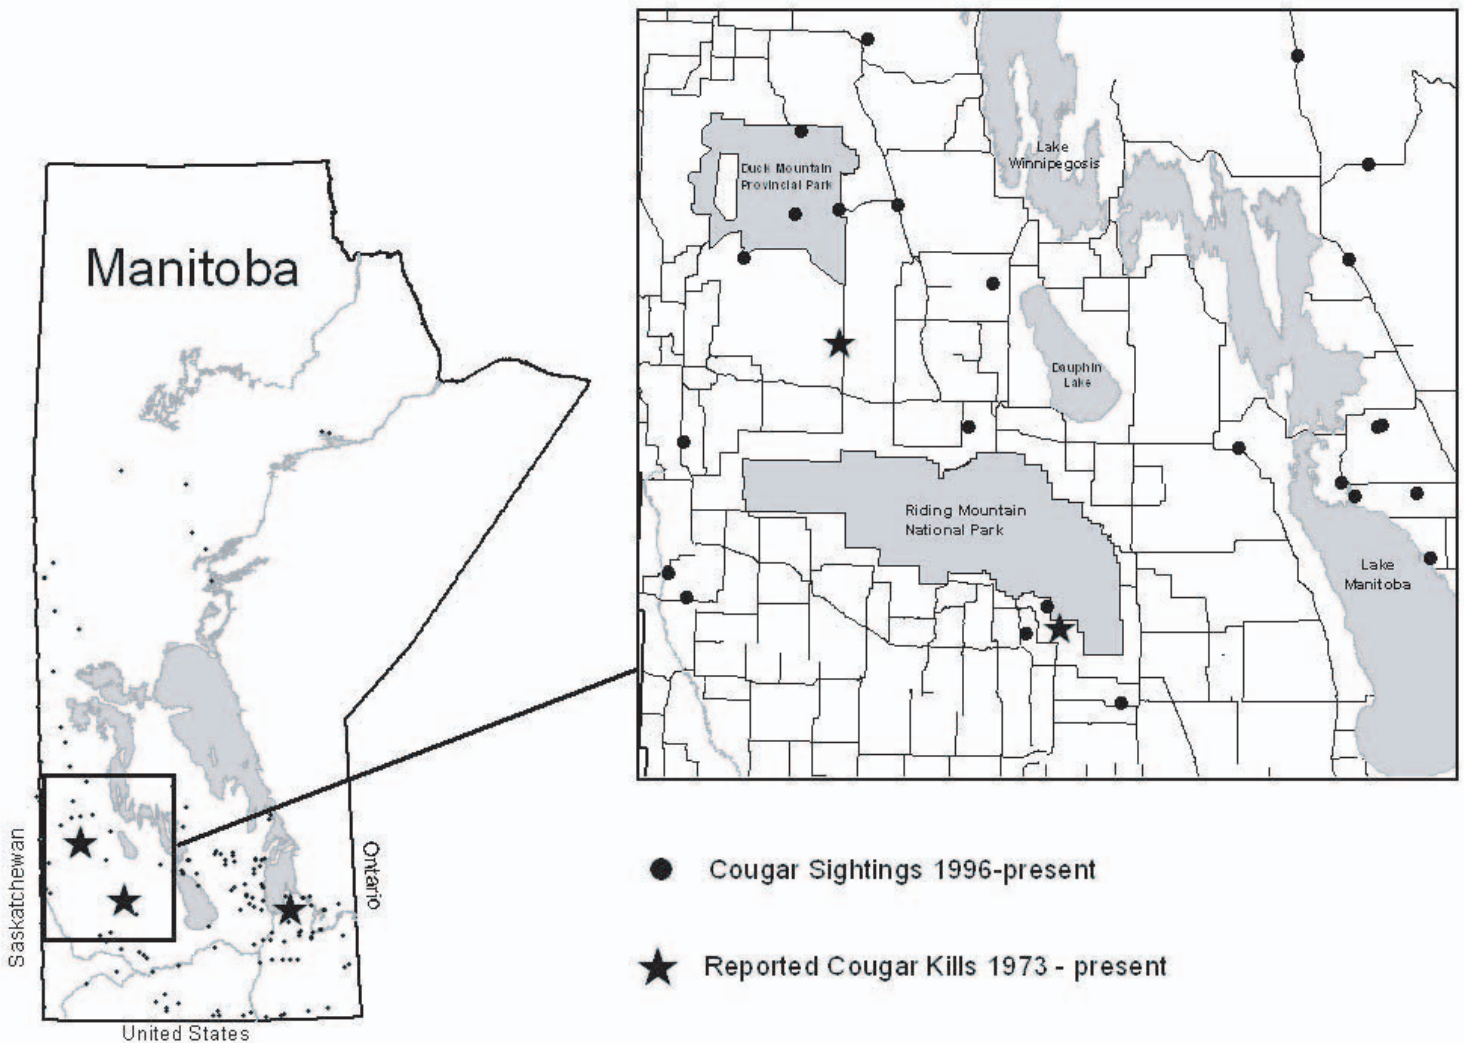 Manitoba
Saskatchewan
Ontario
United States
Duck Mountain
Provincial Park
Lake
Winnipegosis
Dauphin
Lake
Riding Mountain
National Park
Lake
Manitoba
Cougar Sightings 1996-present
Reported Cougar Kills 1973 - present